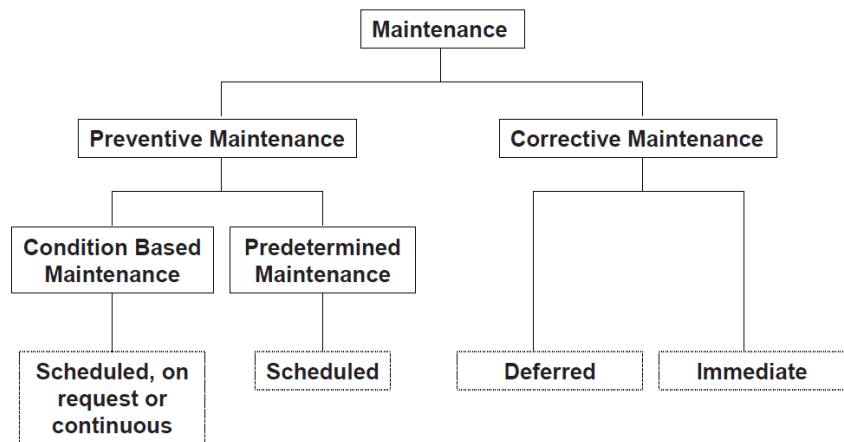 Maintenance
Preventive Maintenance
Corrective Maintenance
Condition Based
Maintenance
Predetermined
Maintenance
Scheduled, on
request or
continuous
Scheduled
Deferred
Immediate